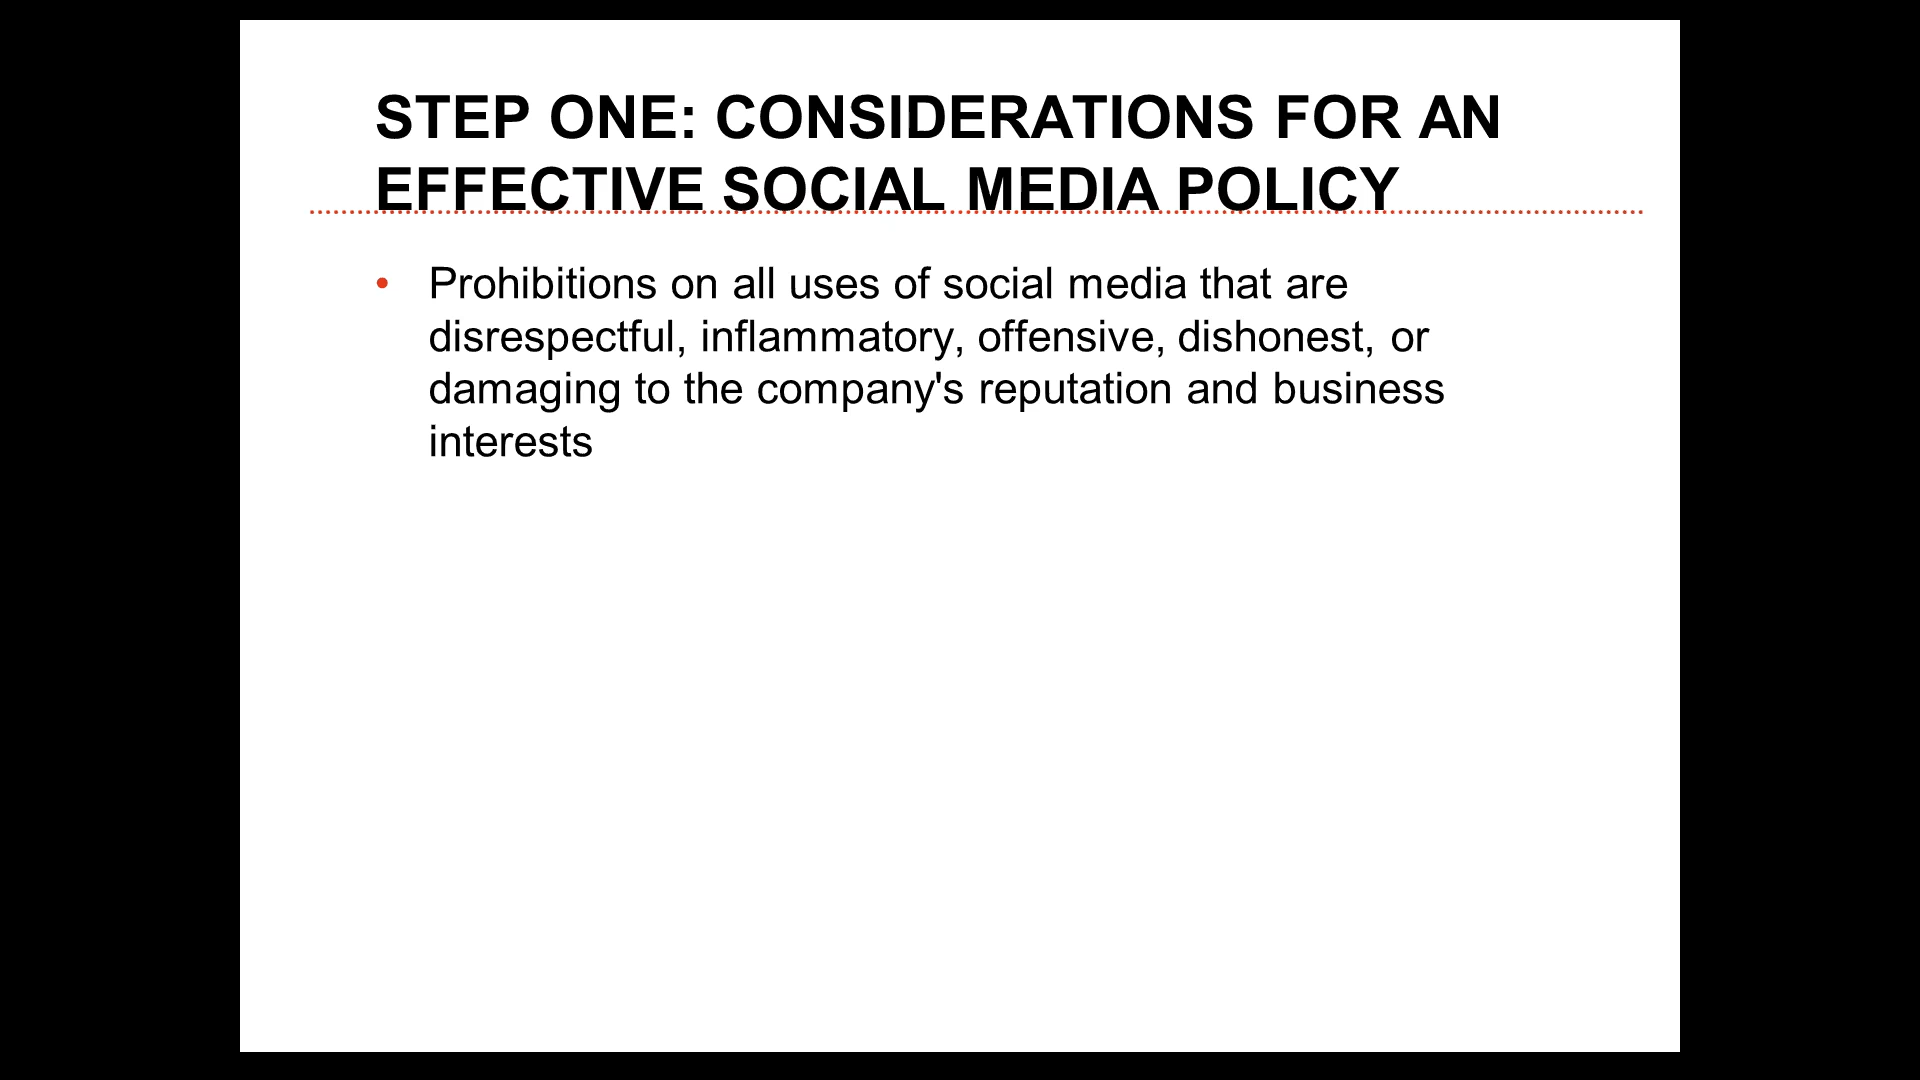 STEP ONE: CONSIDERATIONS FOR AN
EFFECTIVE SOCIAL MEDIA POLICY
• Prohibitions on all uses of social media that are
disrespectful, inflammatory, offensive, dishonest, or
damaging to the company's reputation and business
interests